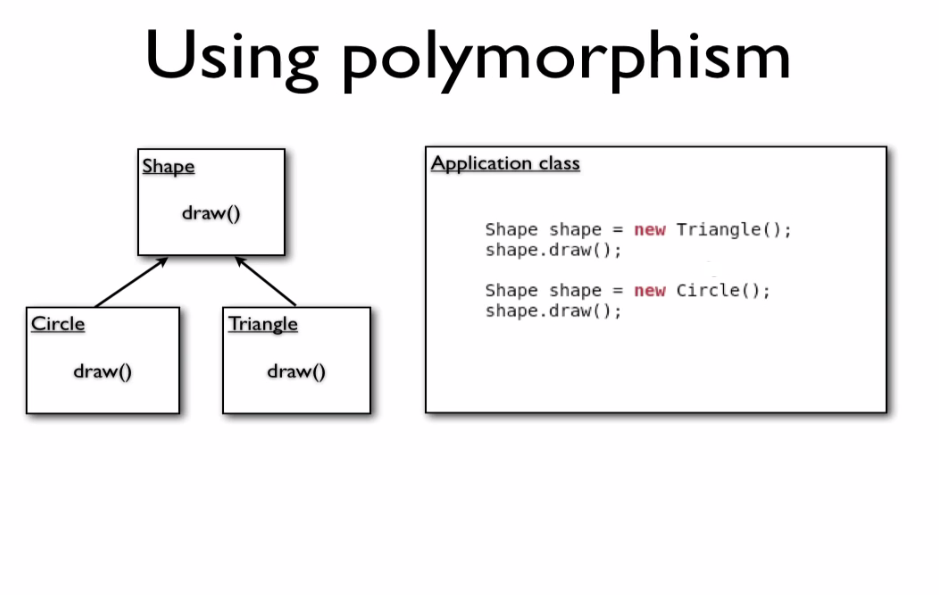 Using polymorphism
Shape
draw()
Circle
draw()
Triangle
draw()
Application class
Shape shape = new Triangle();
shape.draw();
Shape shape = new Circle();
shape.draw();